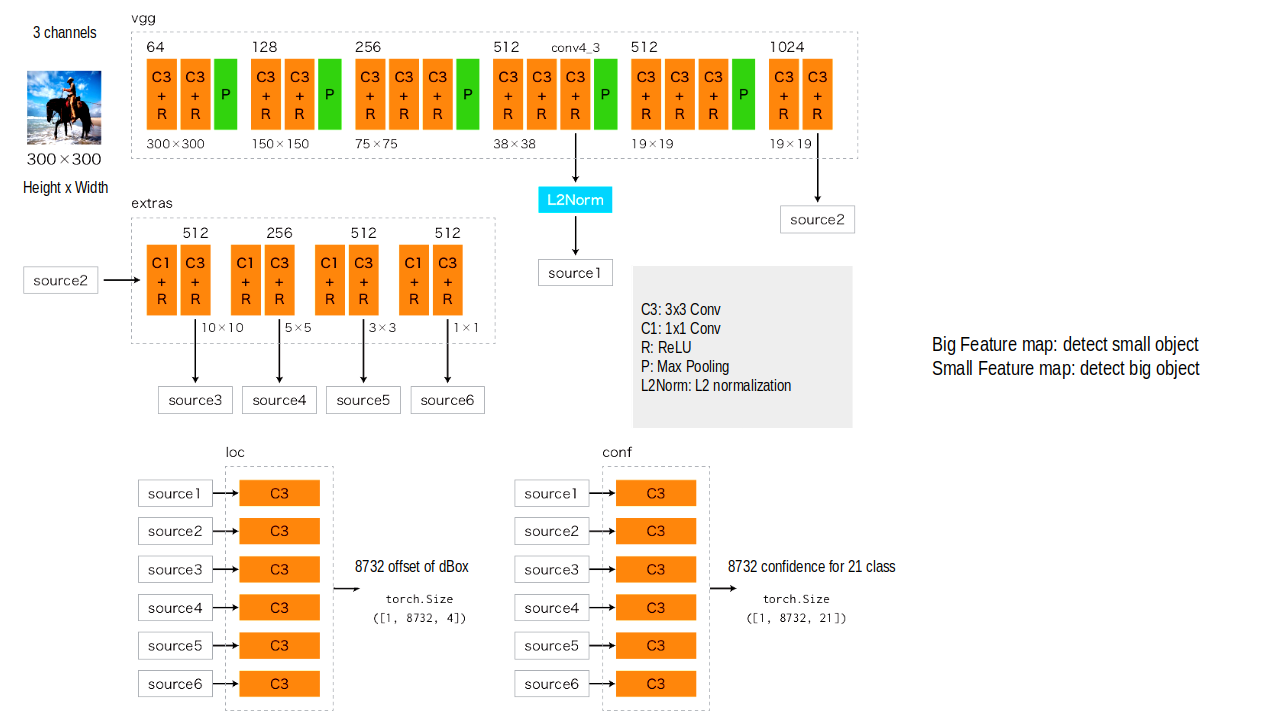 vgg
3 channels
64 128 256 512 conv4_3 512 1024
C3 + R C3 + R P C3 + R C3 + R P C3 + R C3 + R C3 + R P C3 + R C3 + R C3 + R P C3 + R C3 + R C3 + R P C3 + R C3 + R
300×300 150×150 75×75 38×38 19×19 19×19
300×300
Height x Width
L2Norm
source1
source2
extras
512 256 512 512
source2
C1 + R C3 + R C1 + R C3 + R C1 + R C3 + R C1 + R C3 + R
10×10 5×5 3×3 1×1
source3 source4 source5 source6
C3: 3x3 Conv
C1: 1x1 Conv
R: ReLU
P: Max Pooling
L2Norm: L2 normalization
Big Feature map: detect small object
Small Feature map: detect big object
loc
source1 C3
source2 C3
source3 C3
source4 C3
source5 C3
source6 C3
8732 offset of dBox
torch.Size
([1, 8732, 4])
conf
source1 C3
source2 C3
source3 C3
source4 C3
source5 C3
source6 C3
8732 confidence for 21 class
torch.Size
([1, 8732, 21])